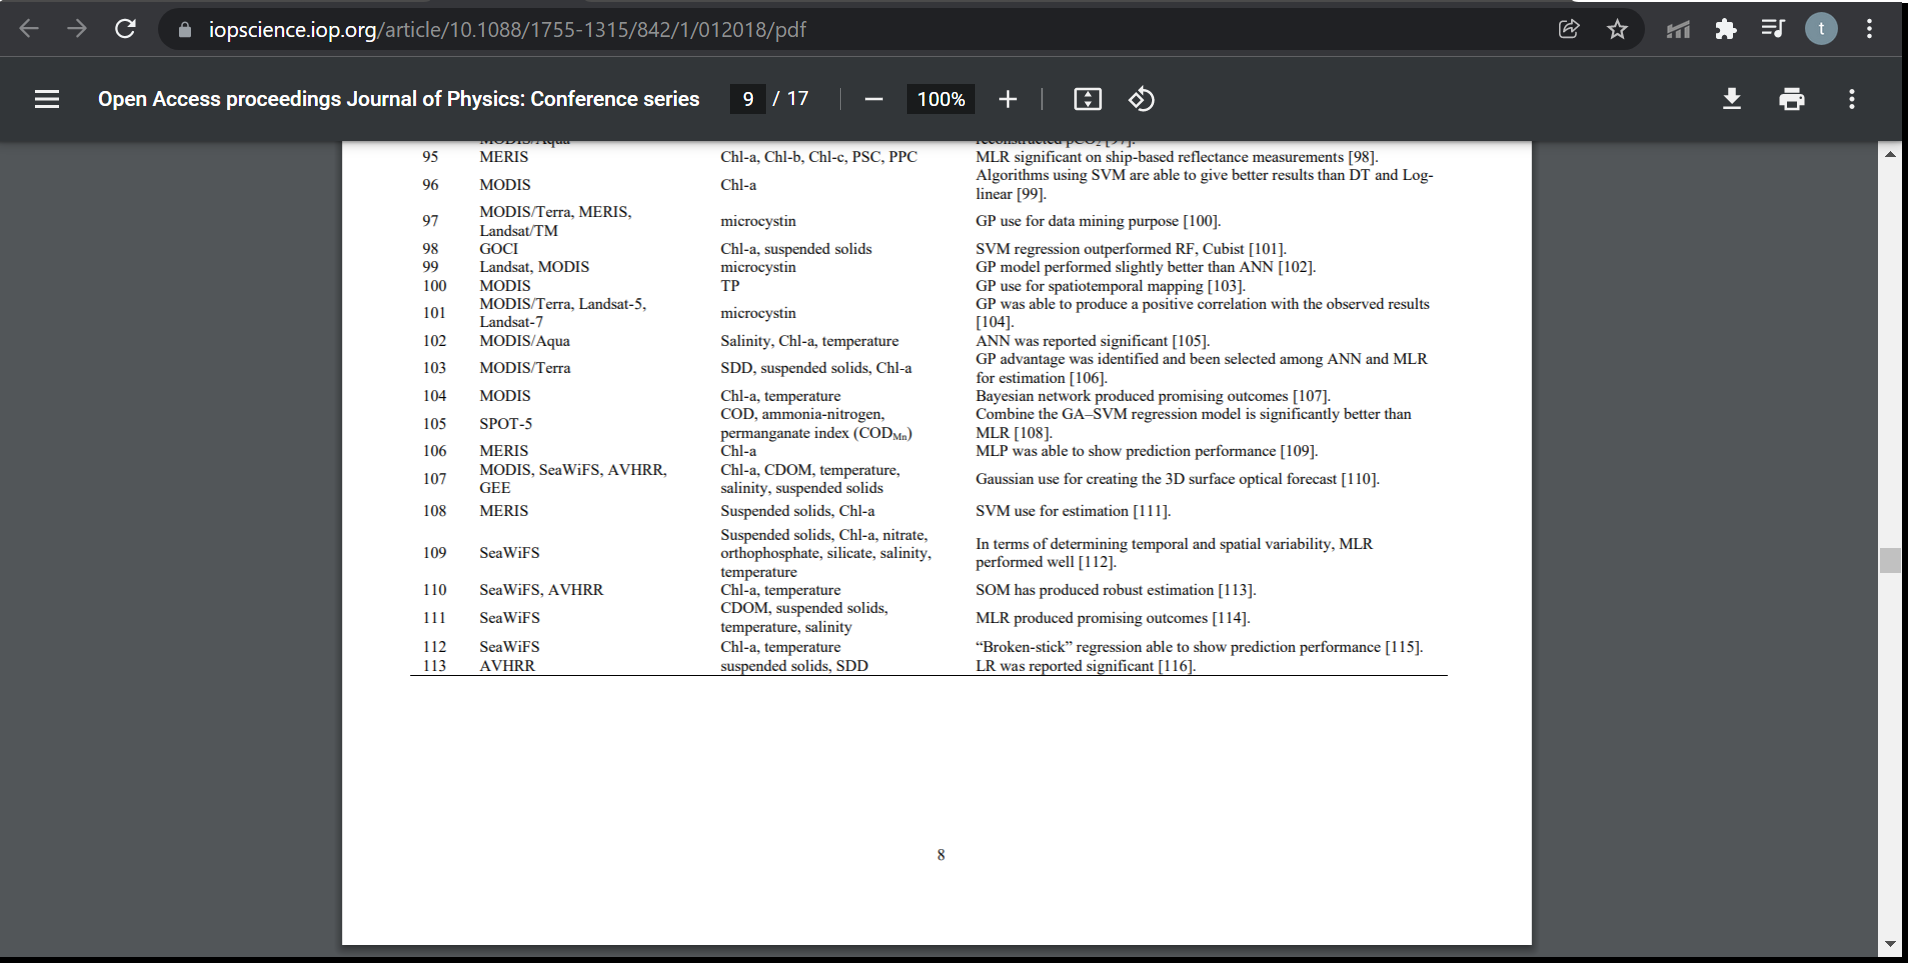 iopscience.iop.org/article/10.1088/1755-1315/842/1/012018/pdf
t
Open Access proceedings Journal of Physics: Conference series
9 / 17
100%
MODIS/Aqua reconstructed pCO2 [97].
95 MERIS Chl-a, Chl-b, Chl-c, PSC, PPC MLR significant on ship-based reflectance measurements [98].
96 MODIS Chl-a Algorithms using SVM are able to give better results than DT and Log-
linear [99].
97 MODIS/Terra, MERIS,
Landsat/TM microcystin GP use for data mining purpose [100].
98 GOCI Chl-a, suspended solids SVM regression outperformed RF, Cubist [101].
99 Landsat, MODIS microcystin GP model performed slightly better than ANN [102].
100 MODIS TP GP use for spatiotemporal mapping [103].
101 MODIS/Terra, Landsat-5,
Landsat-7 microcystin GP was able to produce a positive correlation with the observed results
[104].
102 MODIS/Aqua Salinity, Chl-a, temperature ANN was reported significant [105].
103 MODIS/Terra SDD, suspended solids, Chl-a GP advantage was identified and been selected among ANN and MLR
for estimation [106].
104 MODIS Chl-a, temperature Bayesian network produced promising outcomes [107].
105 SPOT-5 COD, ammonia-nitrogen,
permanganate index (CODMn) Combine the GA–SVM regression model is significantly better than
MLR [108].
106 MERIS Chl-a MLP was able to show prediction performance [109].
107 MODIS, SeaWiFS, AVHRR,
GEE Chl-a, CDOM, temperature,
salinity, suspended solids Gaussian use for creating the 3D surface optical forecast [110].
108 MERIS Suspended solids, Chl-a SVM use for estimation [111].
109 SeaWiFS Suspended solids, Chl-a, nitrate,
orthophosphate, silicate, salinity,
temperature In terms of determining temporal and spatial variability, MLR
performed well [112].
110 SeaWiFS, AVHRR Chl-a, temperature SOM has produced robust estimation [113].
111 SeaWiFS CDOM, suspended solids,
temperature, salinity MLR produced promising outcomes [114].
112 SeaWiFS Chl-a, temperature “Broken-stick” regression able to show prediction performance [115].
113 AVHRR suspended solids, SDD LR was reported significant [116].
8